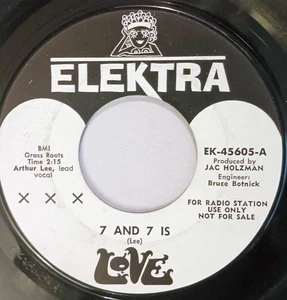 ELEKTRA
BMI
Grass Roots
Time 2:15
Arthur Lee, lead
vocal
EK-45605-A
Produced by
JAC HOLZMAN
Engineer:
Bruce Botnick
X X X
FOR RADIO STATION
USE ONLY
NOT FOR SALE
7 AND 7 IS
(Lee)
LOVE